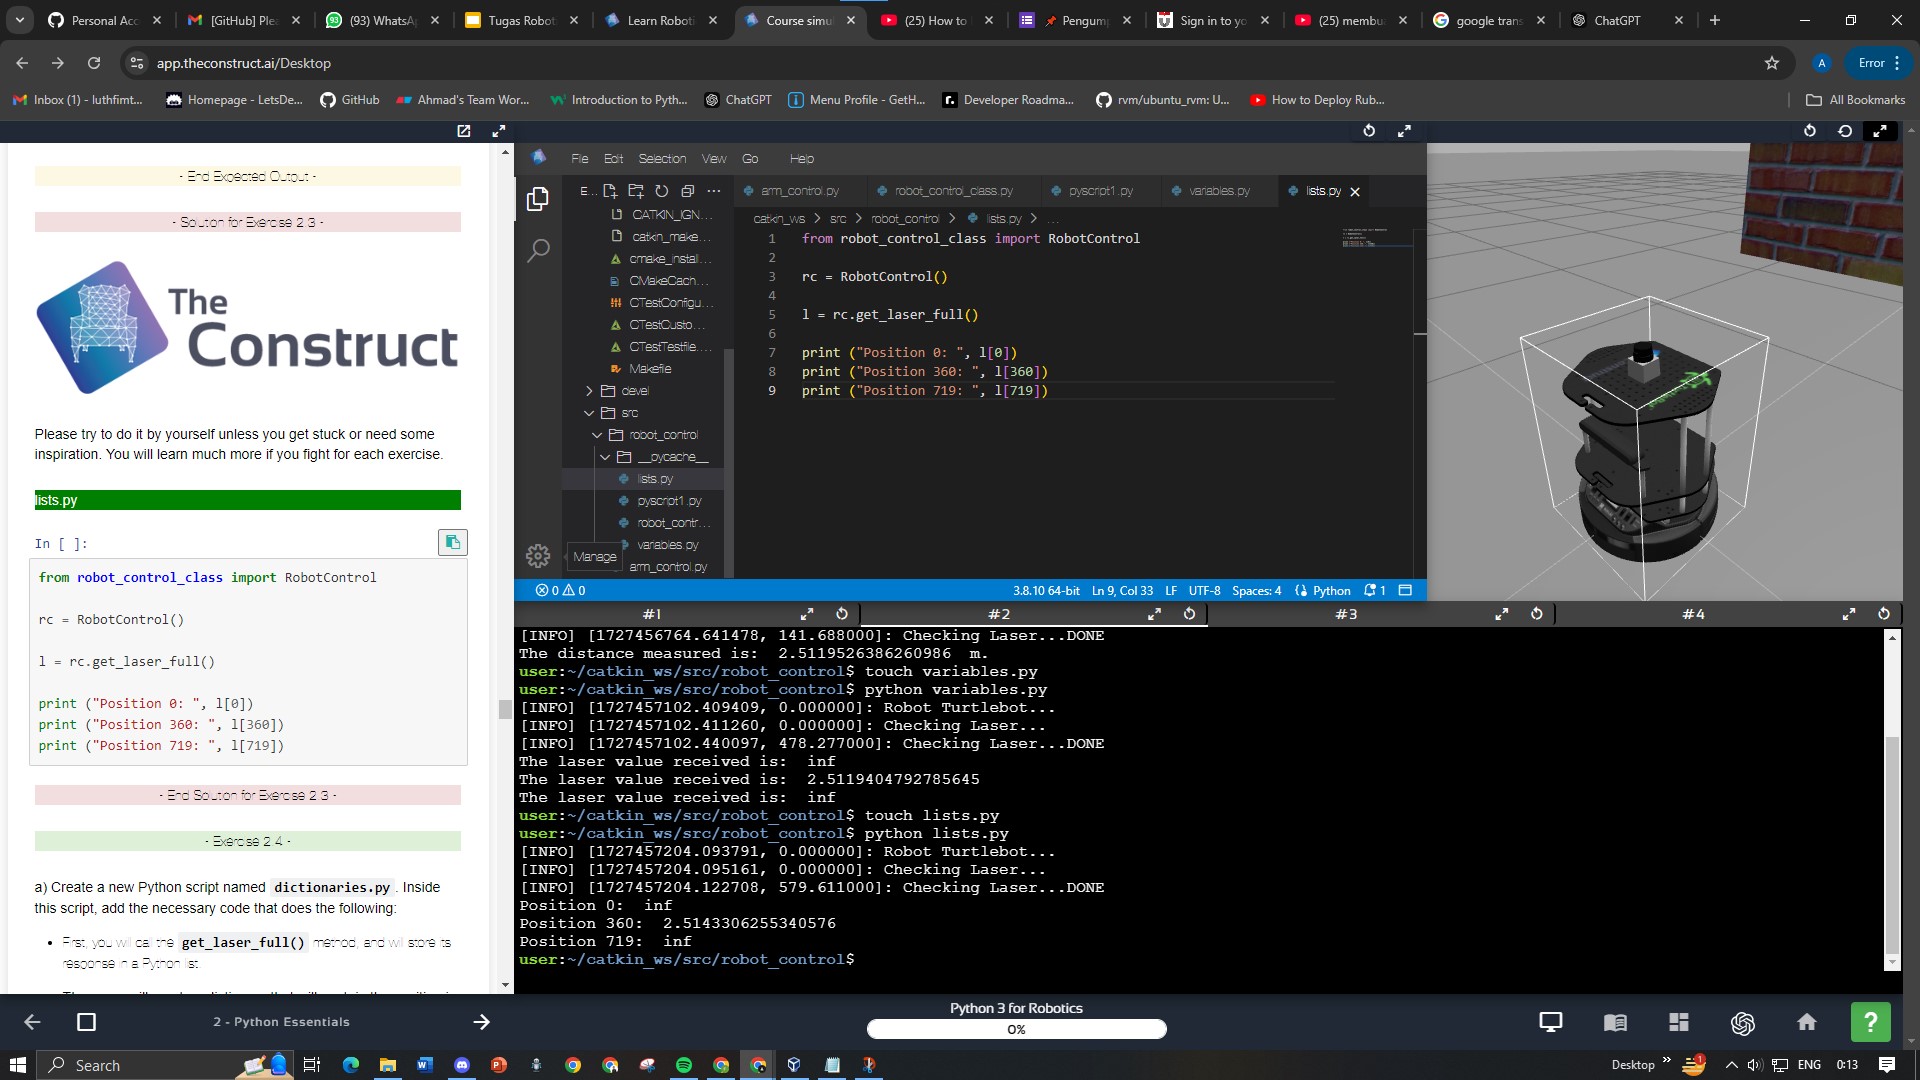 Personal Acc
[GitHub] Plea
(93) WhatsA
Tugas Robot
Learn Roboti
Course simu
(25) How to
Pengump
Sign in to yo
(25) membu
google trans
ChatGPT
app.theconstruct.ai/Desktop
A
Error
Inbox (1) - luthfimt...
Homepage - LetsDe...
GitHub
Ahmad's Team Wor...
Introduction to Pyth...
ChatGPT
Menu Profile - GetH...
Developer Roadma...
rvm/ubuntu_rvm: U...
How to Deploy Rub...
All Bookmarks
- End Expected Output -
- Solution for Exercise 2.3 -
The Construct
Please try to do it by yourself unless you get stuck or need some
inspiration. You will learn much more if you fight for each exercise.
lists.py
In [ ]:
from robot_control_class import RobotControl
rc = RobotControl()
l = rc.get_laser_full()
print ("Position 0: ", l[0])
print ("Position 360: ", l[360])
print ("Position 719: ", l[719])
- End Solution for Exercise 2.3 -
- Exercise 2.4 -
a) Create a new Python script named dictionaries.py. Inside
this script, add the necessary code that does the following:
First, you will call the get_laser_full() method, and will store its
response in a Python list.
File Edit Selection View Go Help
E...
CATKIN_IGN...
catkin_make...
cmake_install...
CMakeCach...
CTestConfigu...
CTestCusto...
CTestTestfile...
Makefile
devel
src
robot_control
__pycache__
lists.py
pyscript1.py
robot_contr...
variables.py
arm_control.py
Manage
arm_control.py
robot_control_class.py
pyscript1.py
variables.py
lists.py
catkin_ws > src > robot_control > lists.py > ...
1 from robot_control_class import RobotControl
2
3 rc = RobotControl()
4
5 l = rc.get_laser_full()
6
7 print ("Position 0: ", l[0])
8 print ("Position 360: ", l[360])
9 print ("Position 719: ", l[719])
0 0
3.8.10 64-bit Ln 9, Col 33 LF UTF-8 Spaces: 4 Python 1
#1
#2
#3
#4
[INFO] [1727456764.641478, 141.688000]: Checking Laser...DONE
The distance measured is:  2.5119526386260986  m.
user:~/catkin_ws/src/robot_control$ touch variables.py
user:~/catkin_ws/src/robot_control$ python variables.py
[INFO] [1727457102.409409, 0.000000]: Robot Turtlebot...
[INFO] [1727457102.411260, 0.000000]: Checking Laser...
[INFO] [1727457102.440097, 478.277000]: Checking Laser...DONE
The laser value received is:  inf
The laser value received is:  2.5119404792785645
The laser value received is:  inf
user:~/catkin_ws/src/robot_control$ touch lists.py
user:~/catkin_ws/src/robot_control$ python lists.py
[INFO] [1727457204.093791, 0.000000]: Robot Turtlebot...
[INFO] [1727457204.095161, 0.000000]: Checking Laser...
[INFO] [1727457204.122708, 579.611000]: Checking Laser...DONE
Position 0:  inf
Position 360:  2.5143306255340576
Position 719:  inf
user:~/catkin_ws/src/robot_control$
2 - Python Essentials
Python 3 for Robotics
0%
?
Search
Desktop
1
ENG
0:13